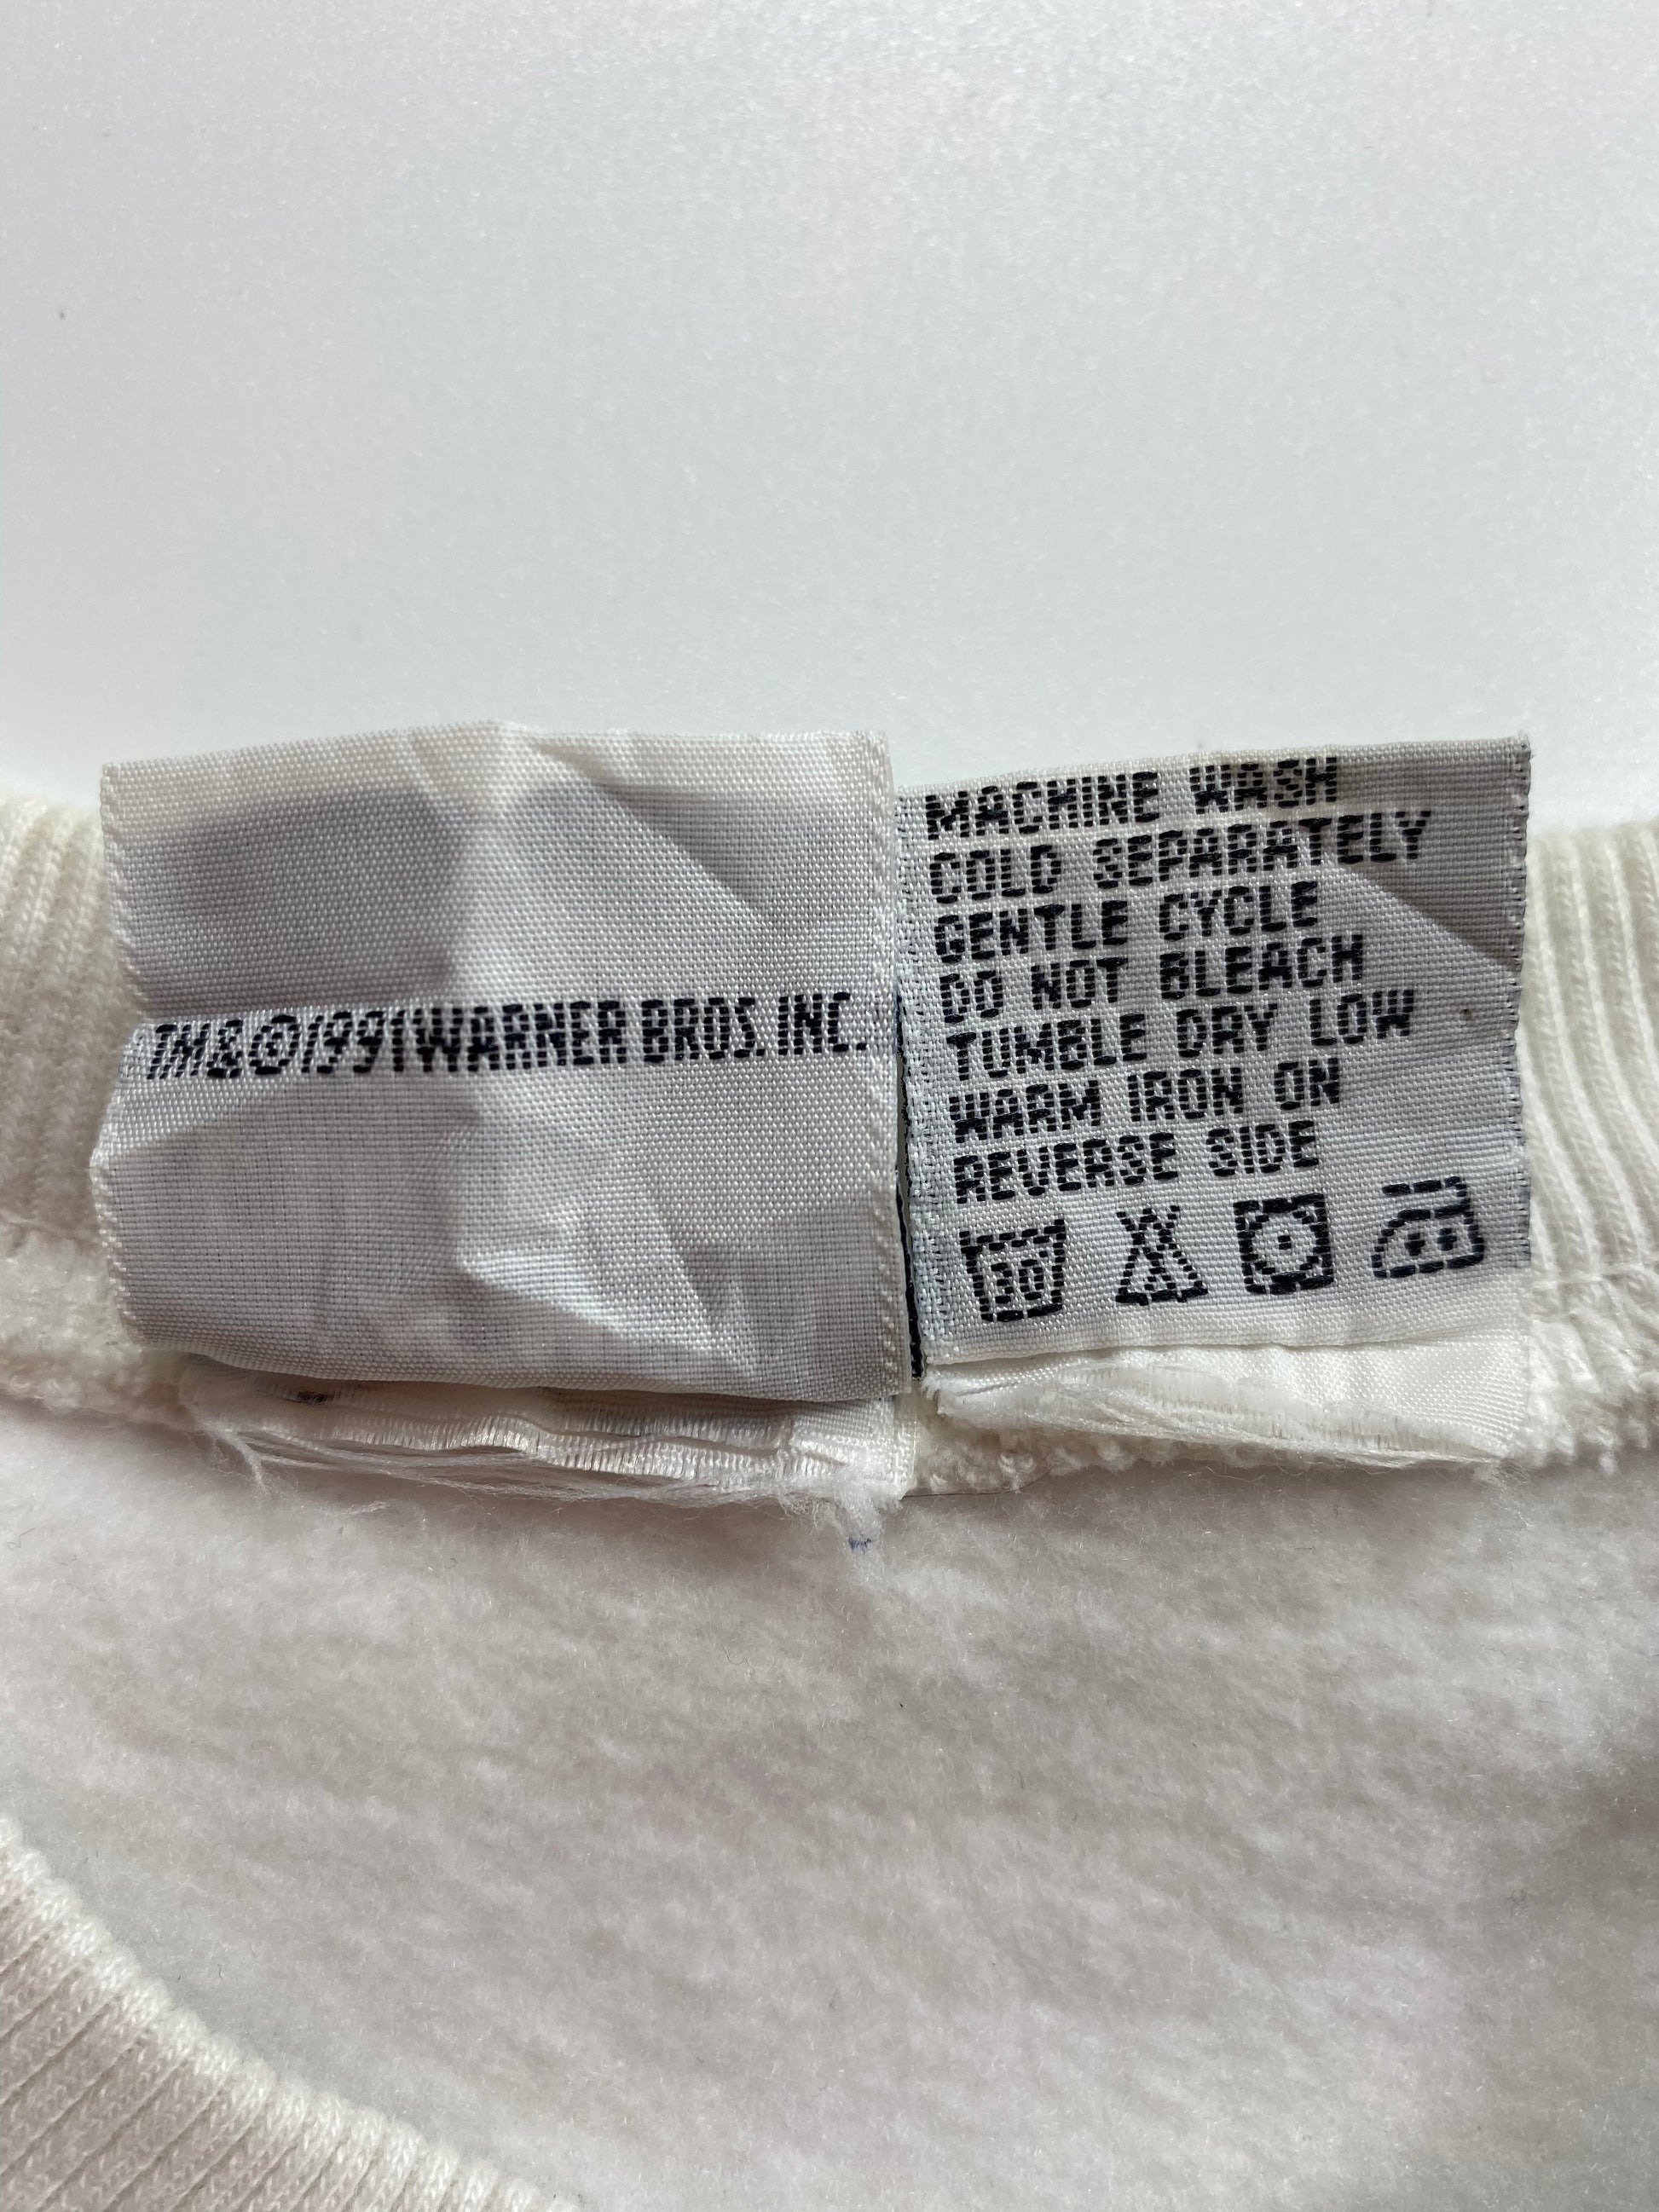 TM&©1991WARNER BROS. INC.
MACHINE WASH
COLD SEPARATELY
GENTLE CYCLE
DO NOT BLEACH
TUMBLE DRY LOW
WARM IRON ON
REVERSE SIDE
30